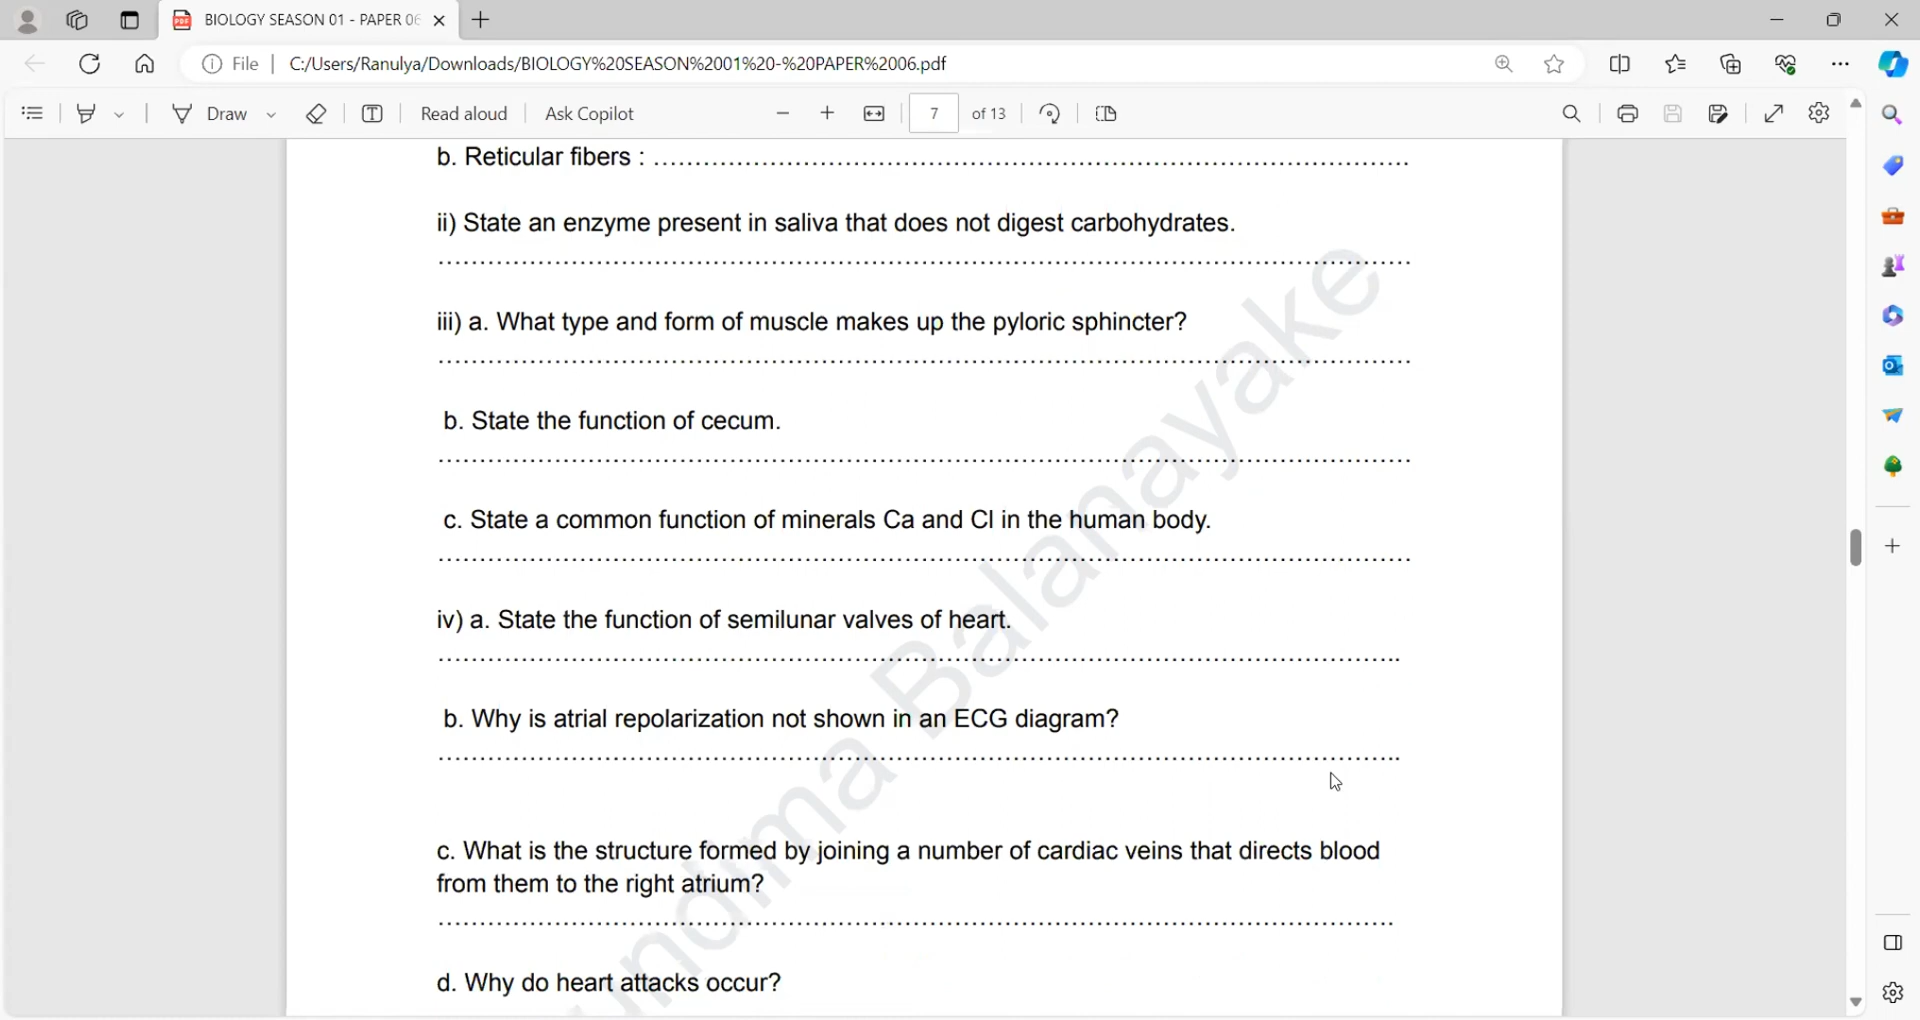 BIOLOGY SEASON 01 - PAPER 06
File
C:/Users/Ranulya/Downloads/BIOLOGY%20SEASON%2001%20-%20PAPER%2006.pdf
Draw
Read aloud
Ask Copilot
7
of 13
b. Reticular fibers : ..........................................................................................
ii) State an enzyme present in saliva that does not digest carbohydrates.
....................................................................................................................
iii) a. What type and form of muscle makes up the pyloric sphincter?
....................................................................................................................
b. State the function of cecum.
....................................................................................................................
c. State a common function of minerals Ca and Cl in the human body.
....................................................................................................................
iv) a. State the function of semilunar valves of heart.
....................................................................................................................
b. Why is atrial repolarization not shown in an ECG diagram?
....................................................................................................................
c. What is the structure formed by joining a number of cardiac veins that directs blood
from them to the right atrium?
....................................................................................................................
d. Why do heart attacks occur?
Balanayake